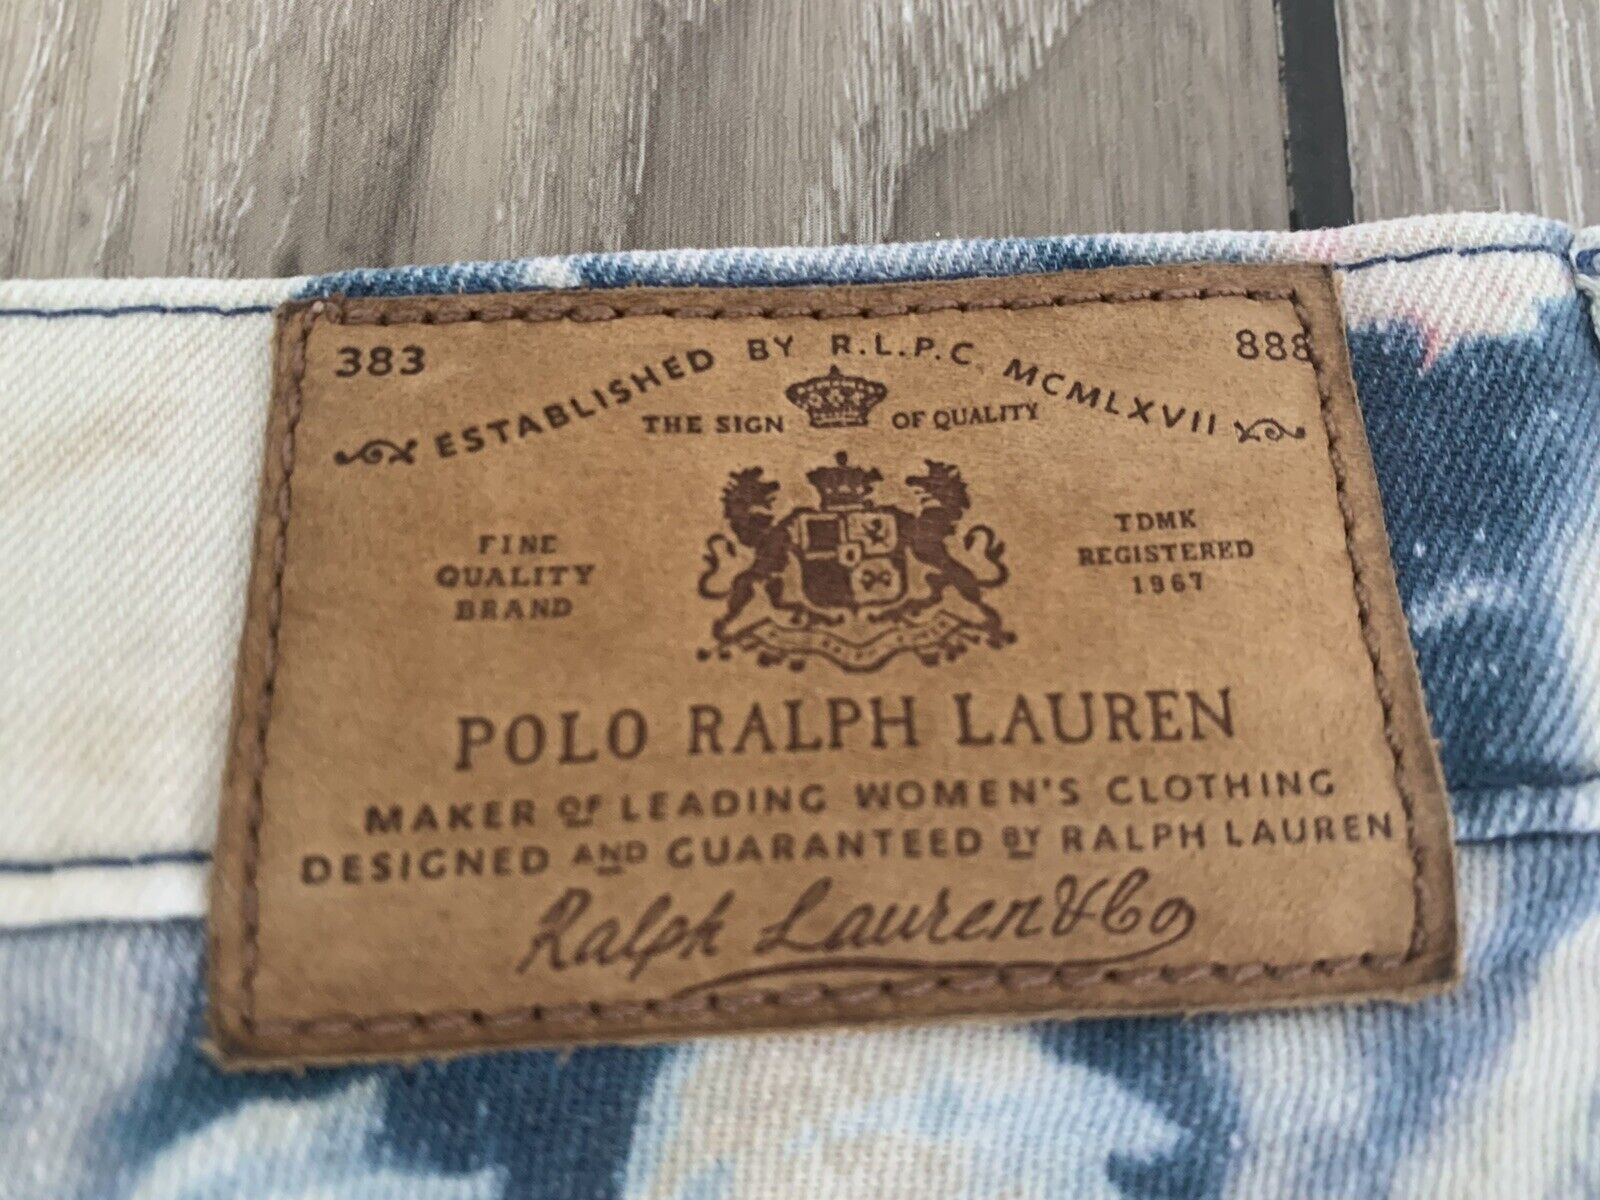 383
888
ESTABLISHED BY R.L.P.C. MCMLXVII
THE SIGN OF QUALITY
FINE
QUALITY
BRAND
TDMK
REGISTERED
1967
POLO RALPH LAUREN
MAKER OF LEADING WOMEN'S CLOTHING
DESIGNED AND GUARANTEED BY RALPH LAUREN
Ralph Lauren & Co